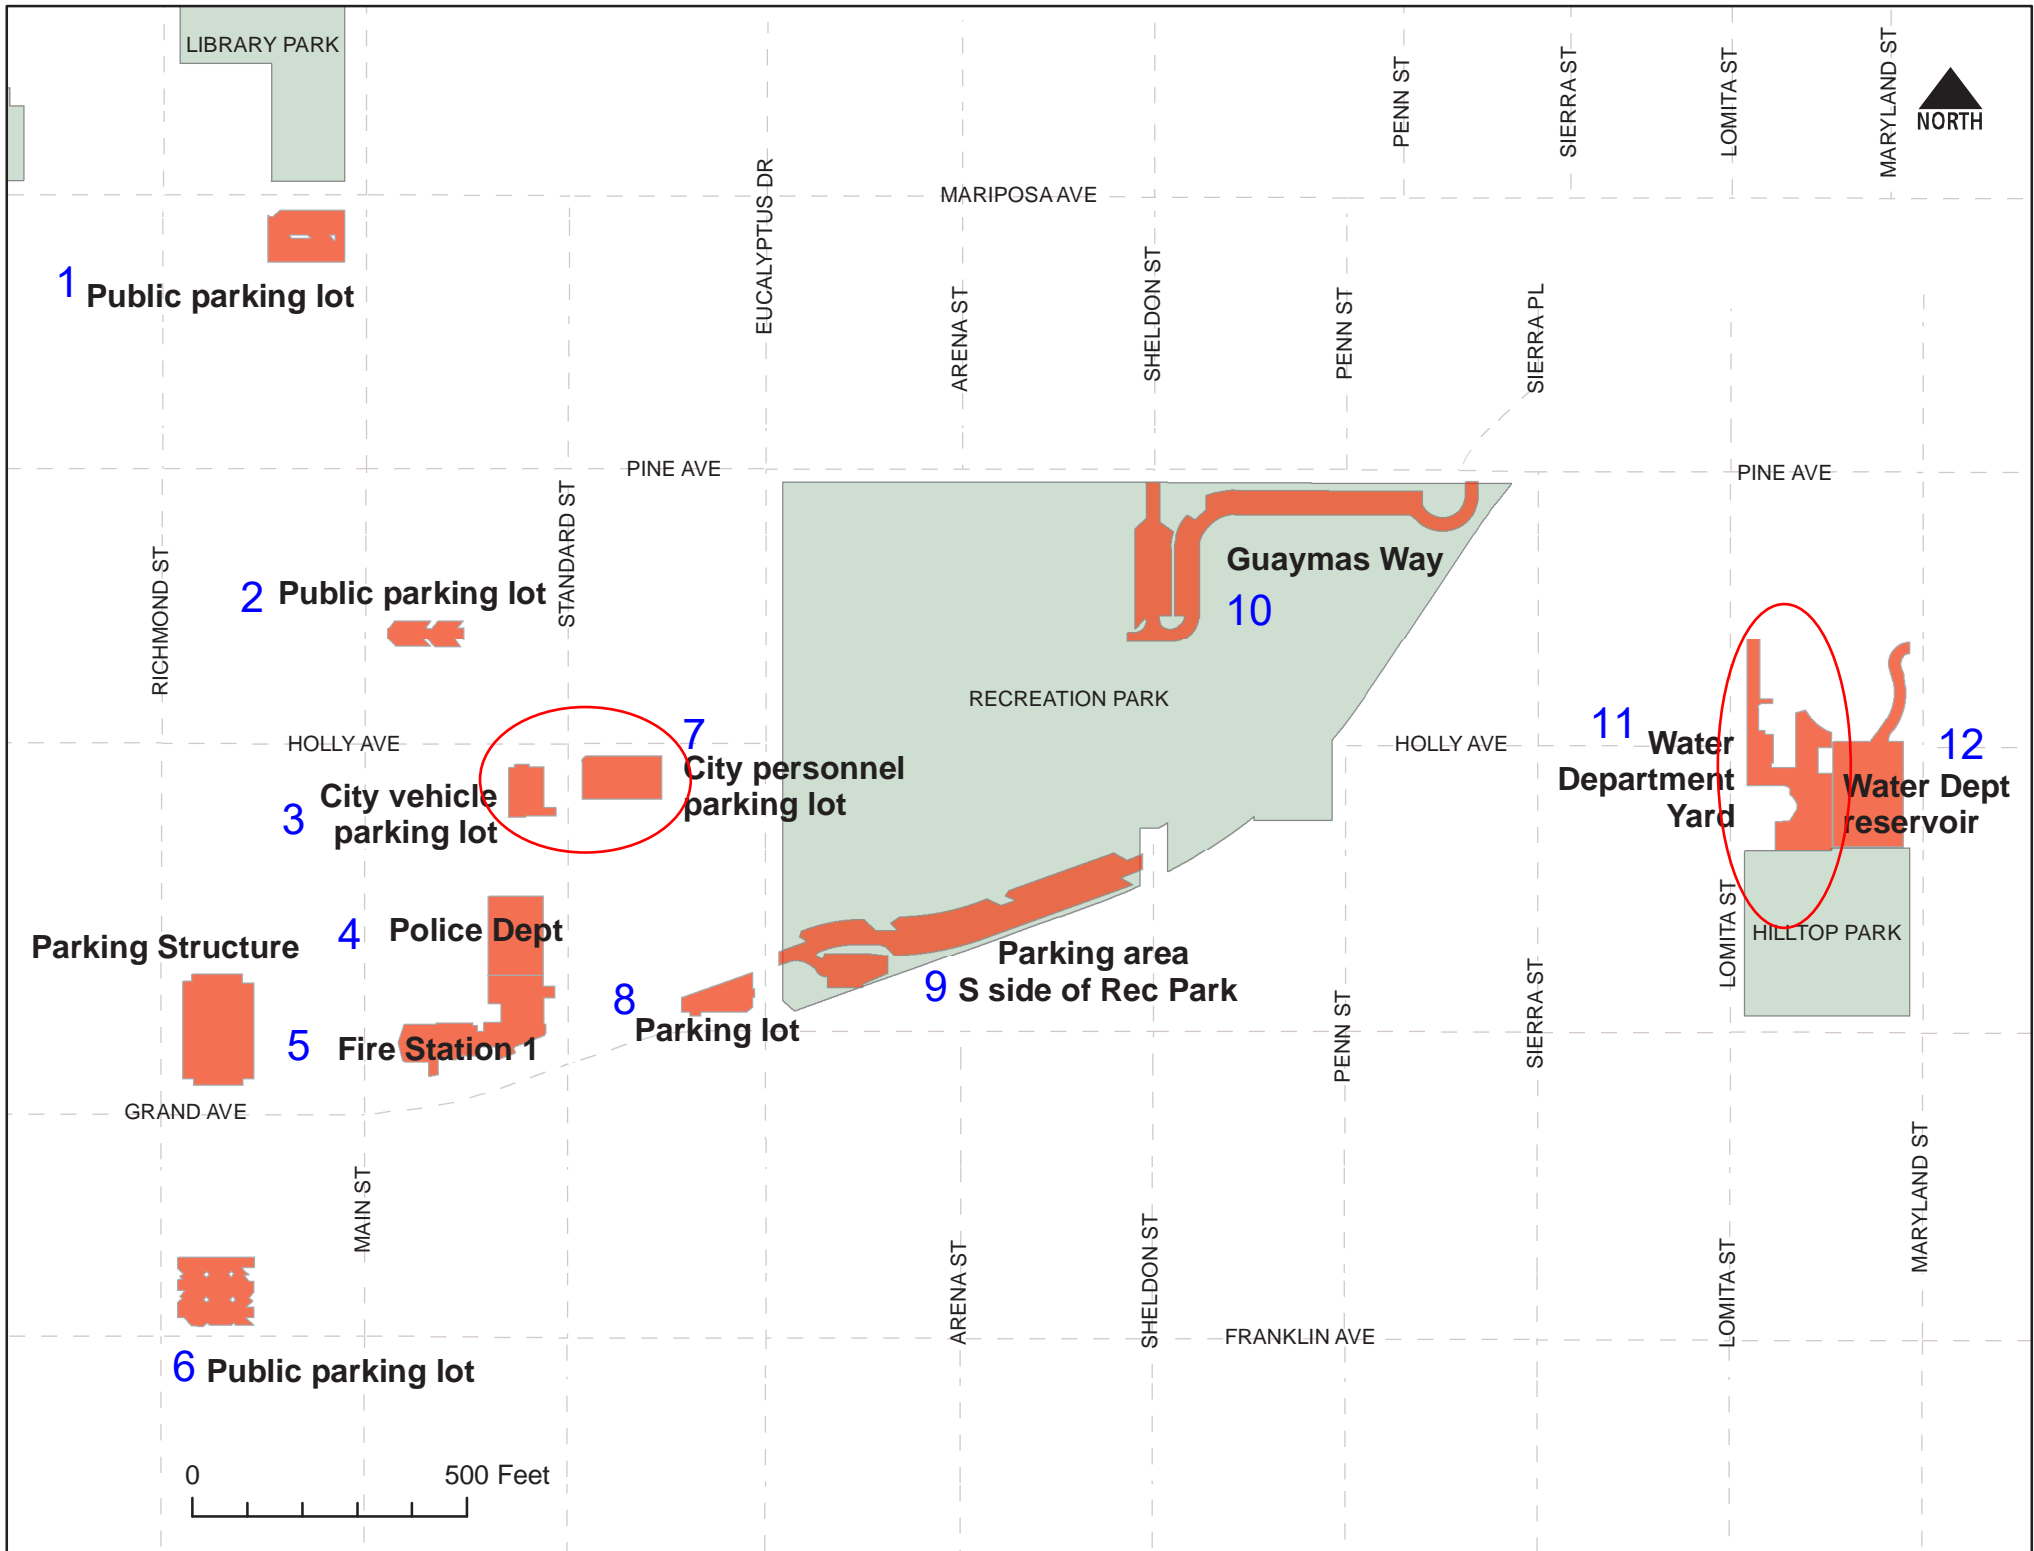 LIBRARY PARK
PENN ST
SIERRA ST
LOMITA ST
MARYLAND ST
NORTH
MARIPOSA AVE
EUCALYPTUS DR
1 Public parking lot
ARENA ST
SHELDON ST
PENN ST
SIERRA PL
PINE AVE
PINE AVE
RICHMOND ST
STANDARD ST
2 Public parking lot
Guaymas Way
10
RECREATION PARK
HOLLY AVE
HOLLY AVE
7
City personnel
parking lot
3
City vehicle
parking lot
11
Water
Department
Yard
12
Water Dept
reservoir
LOMITA ST
HILLTOP PARK
4 Police Dept
Parking Structure
8
Parking lot
Parking area
9 S side of Rec Park
5 Fire Station 1
PENN ST
SIERRA ST
GRAND AVE
MAIN ST
ARENA ST
SHELDON ST
LOMITA ST
MARYLAND ST
FRANKLIN AVE
6 Public parking lot
0 500 Feet